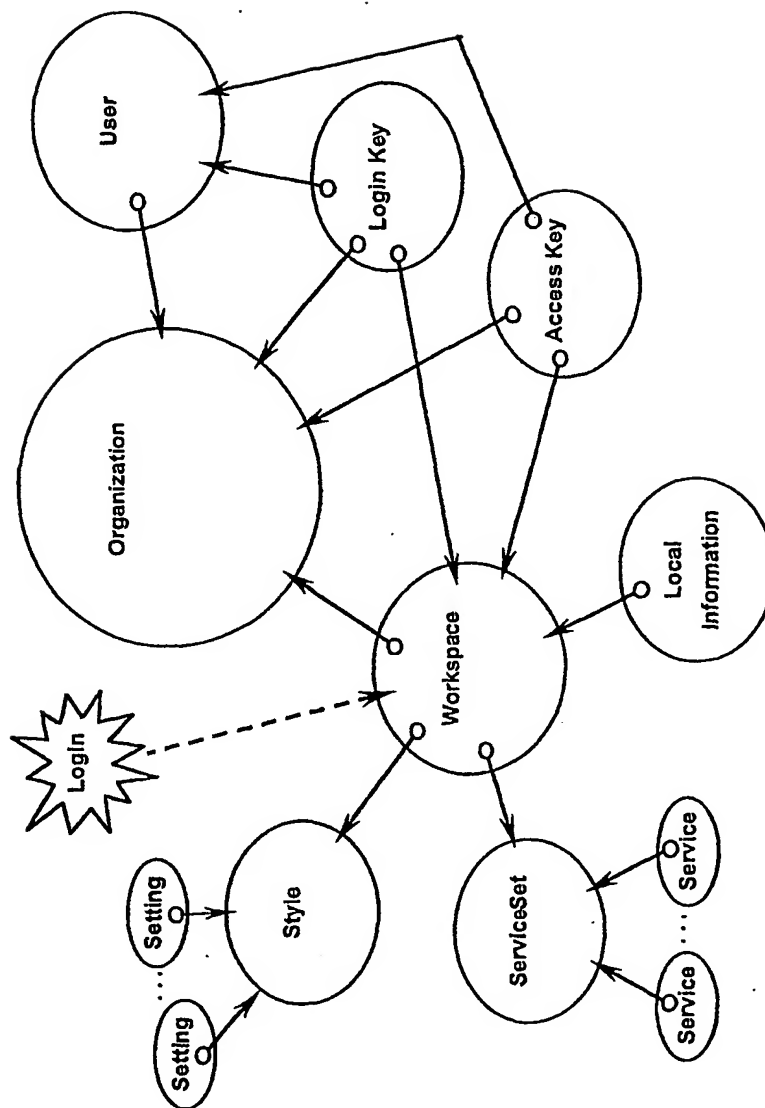 LogIn
Organization
User
Setting
....
Setting
Style
Login Key
Workspace
ServiceSet
Access Key
Local
Information
Service
....
Service